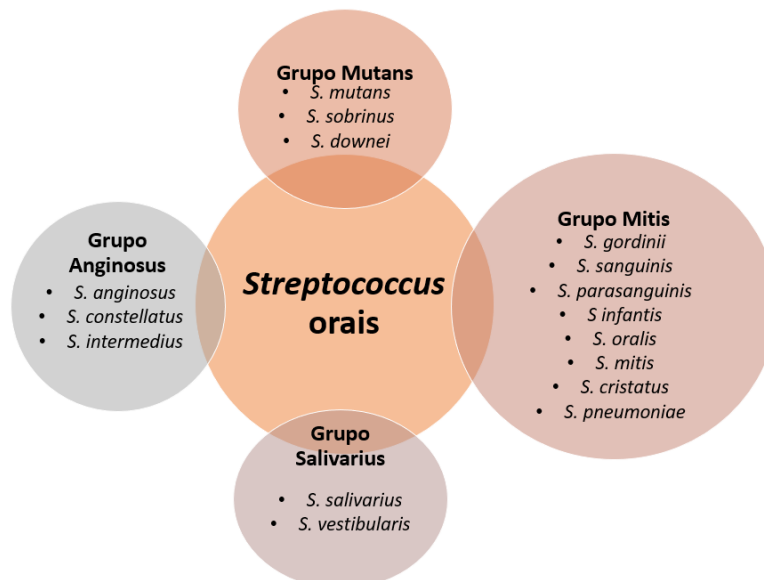 Grupo Mutans
• S. mutans
• S. sobrinus
• S. downei
Grupo
Anginosus
• S. anginosus
• S. constellatus
• S. intermedius
Streptococcus
orais
Grupo Mitis
• S. gordinii
• S. sanguinis
• S. parasanguinis
• S infantis
• S. oralis
• S. mitis
• S. cristatus
• S. pneumoniae
Grupo
Salivarius
• S. salivarius
• S. vestibularis